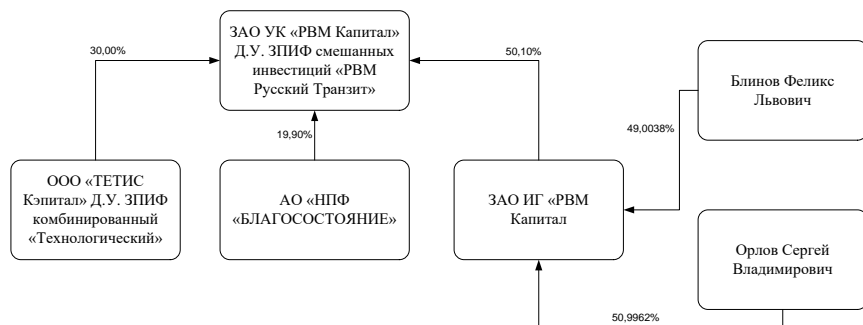 ЗАО УК «РВМ Капитал»
Д.У. ЗПИФ смешанных
инвестиций «РВМ
Русский Транзит»
30,00%
50,10%
Блинов Феликс
Львович
49,0038%
19,90%
ООО «ТЕТИС
Кэпитал» Д.У. ЗПИФ
комбинированный
«Технологический»
АО «НПФ
«БЛАГОСОСТОЯНИЕ»
ЗАО ИГ «РВМ
Капитал
Орлов Сергей
Владимирович
50,9962%